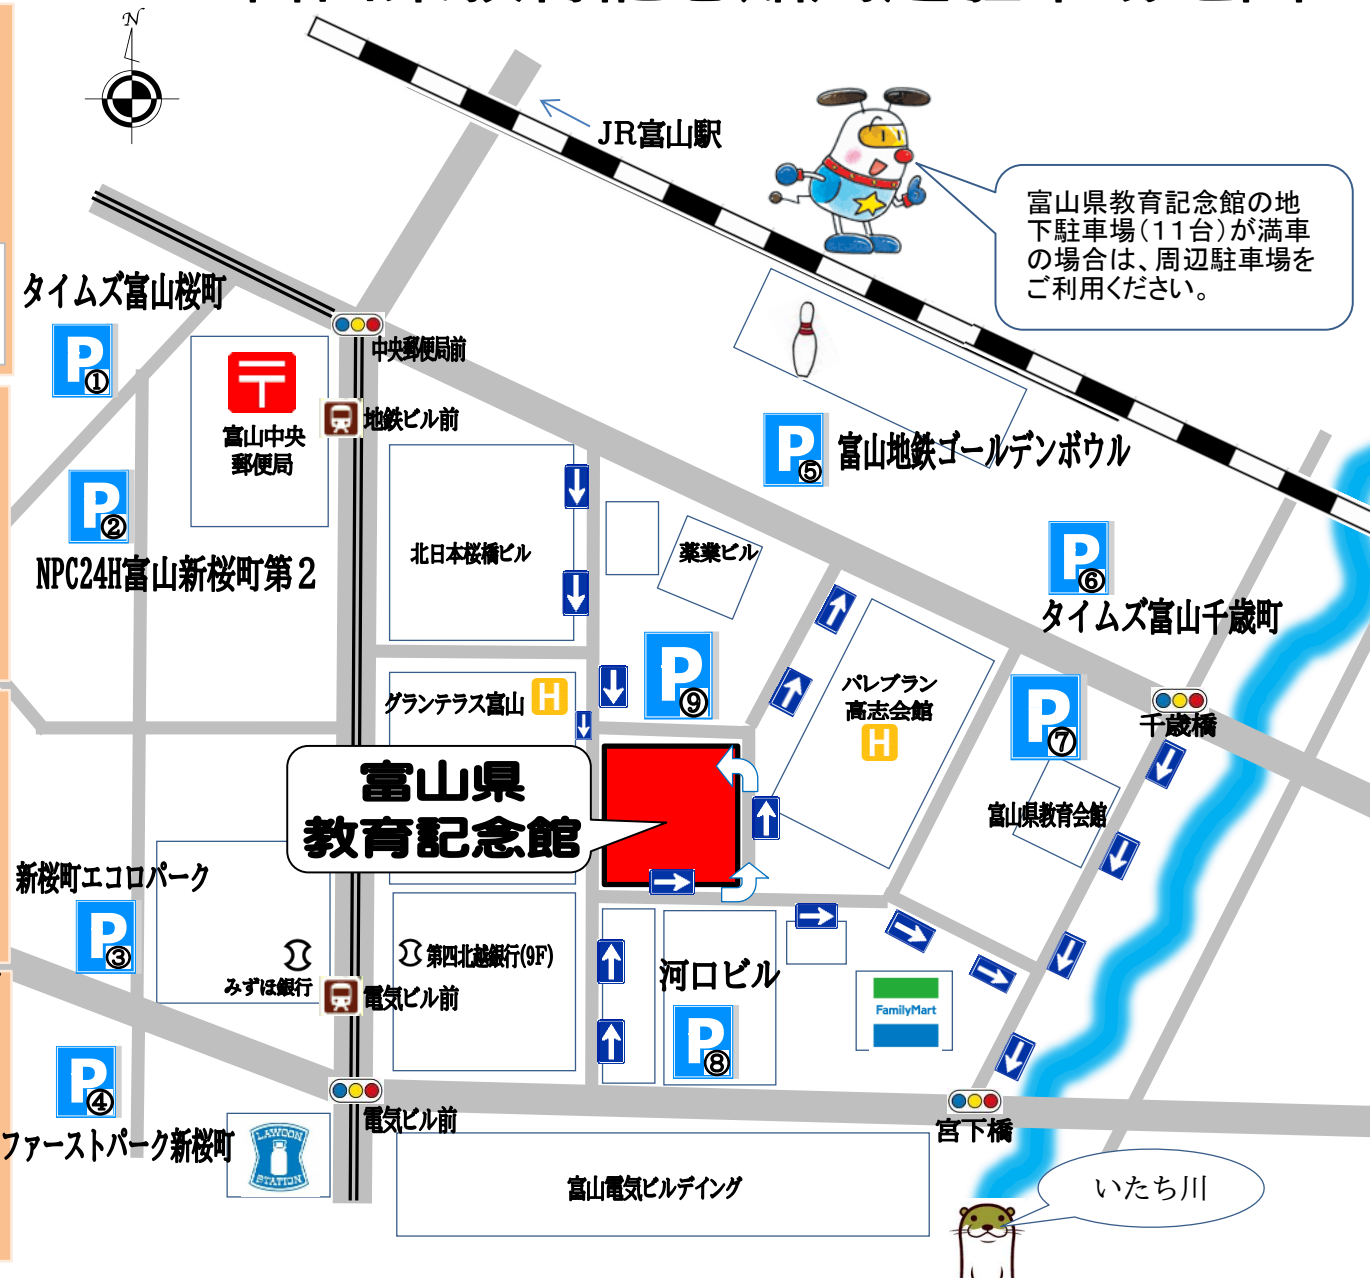 N
JR富山駅
富山県教育記念館の地
下駐車場(11台)が満車
の場合は、周辺駐車場を
ご利用ください。
タイムズ富山桜町
P①
中央郵便局前
地鉄ビル前
富山中央
郵便局
P②
NPC24H富山新桜町第2
北日本桜橋ビル
薬業ビル
P⑤
富山地鉄ゴールデンボウル
P⑥
タイムズ富山千歳町
グランテラス富山
H
P⑨
パレブラン
高志会館
H
P⑦
千歳橋
富山県教育会館
富山県
教育記念館
新桜町エコロパーク
P③
みずほ銀行
第四北越銀行(9F)
電気ビル前
河口ビル
P⑧
FamilyMart
P④
ファーストパーク新桜町
電気ビル前
宮下橋
LAWSON
STATION
富山電気ビルデイング
いたち川